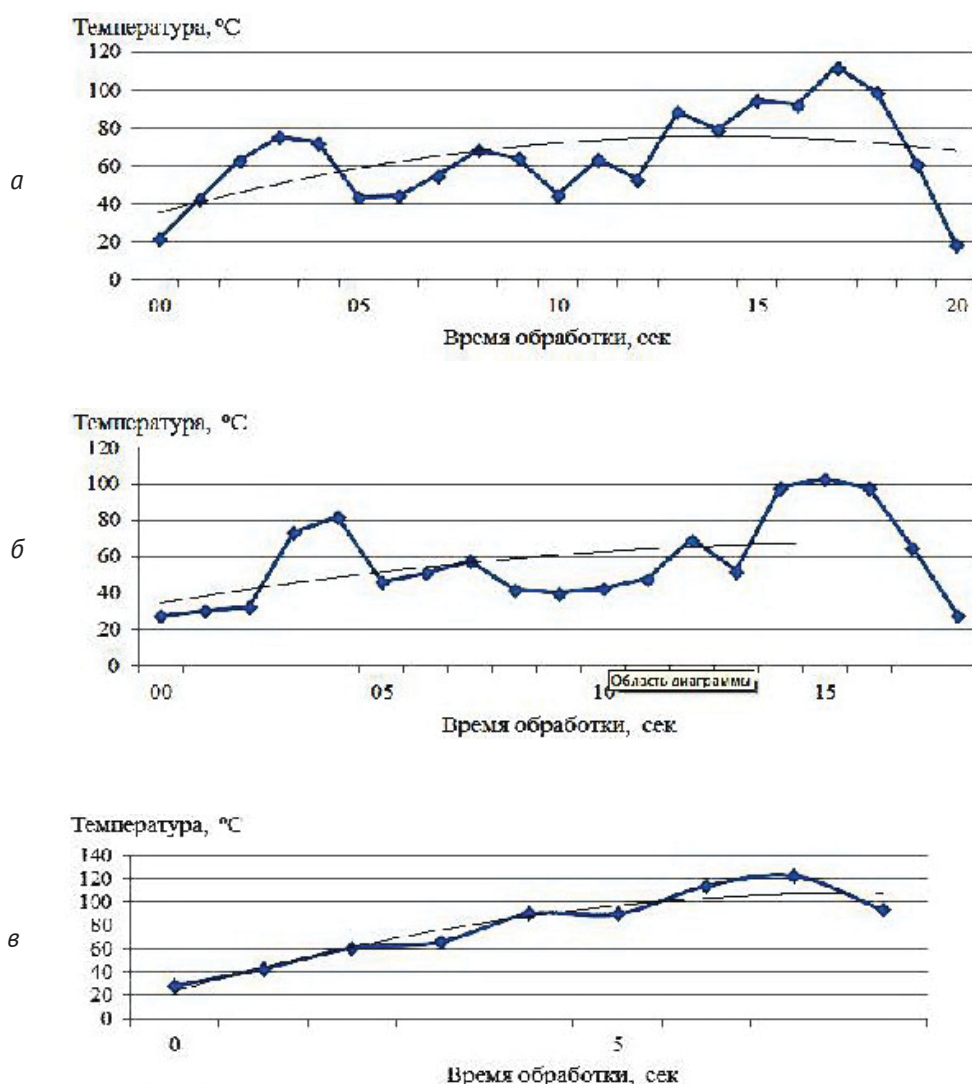 Температура, °C
120
100
80
60
40
20
0
00 05 10 15 20
Время обработки, сек
а
Температура, °C
120
100
80
60
40
20
0
00 05 10 15
Область диаграммы
Время обработки, сек
б
Температура, °C
140
120
100
80
60
40
20
0
0 5
Время обработки, сек
в